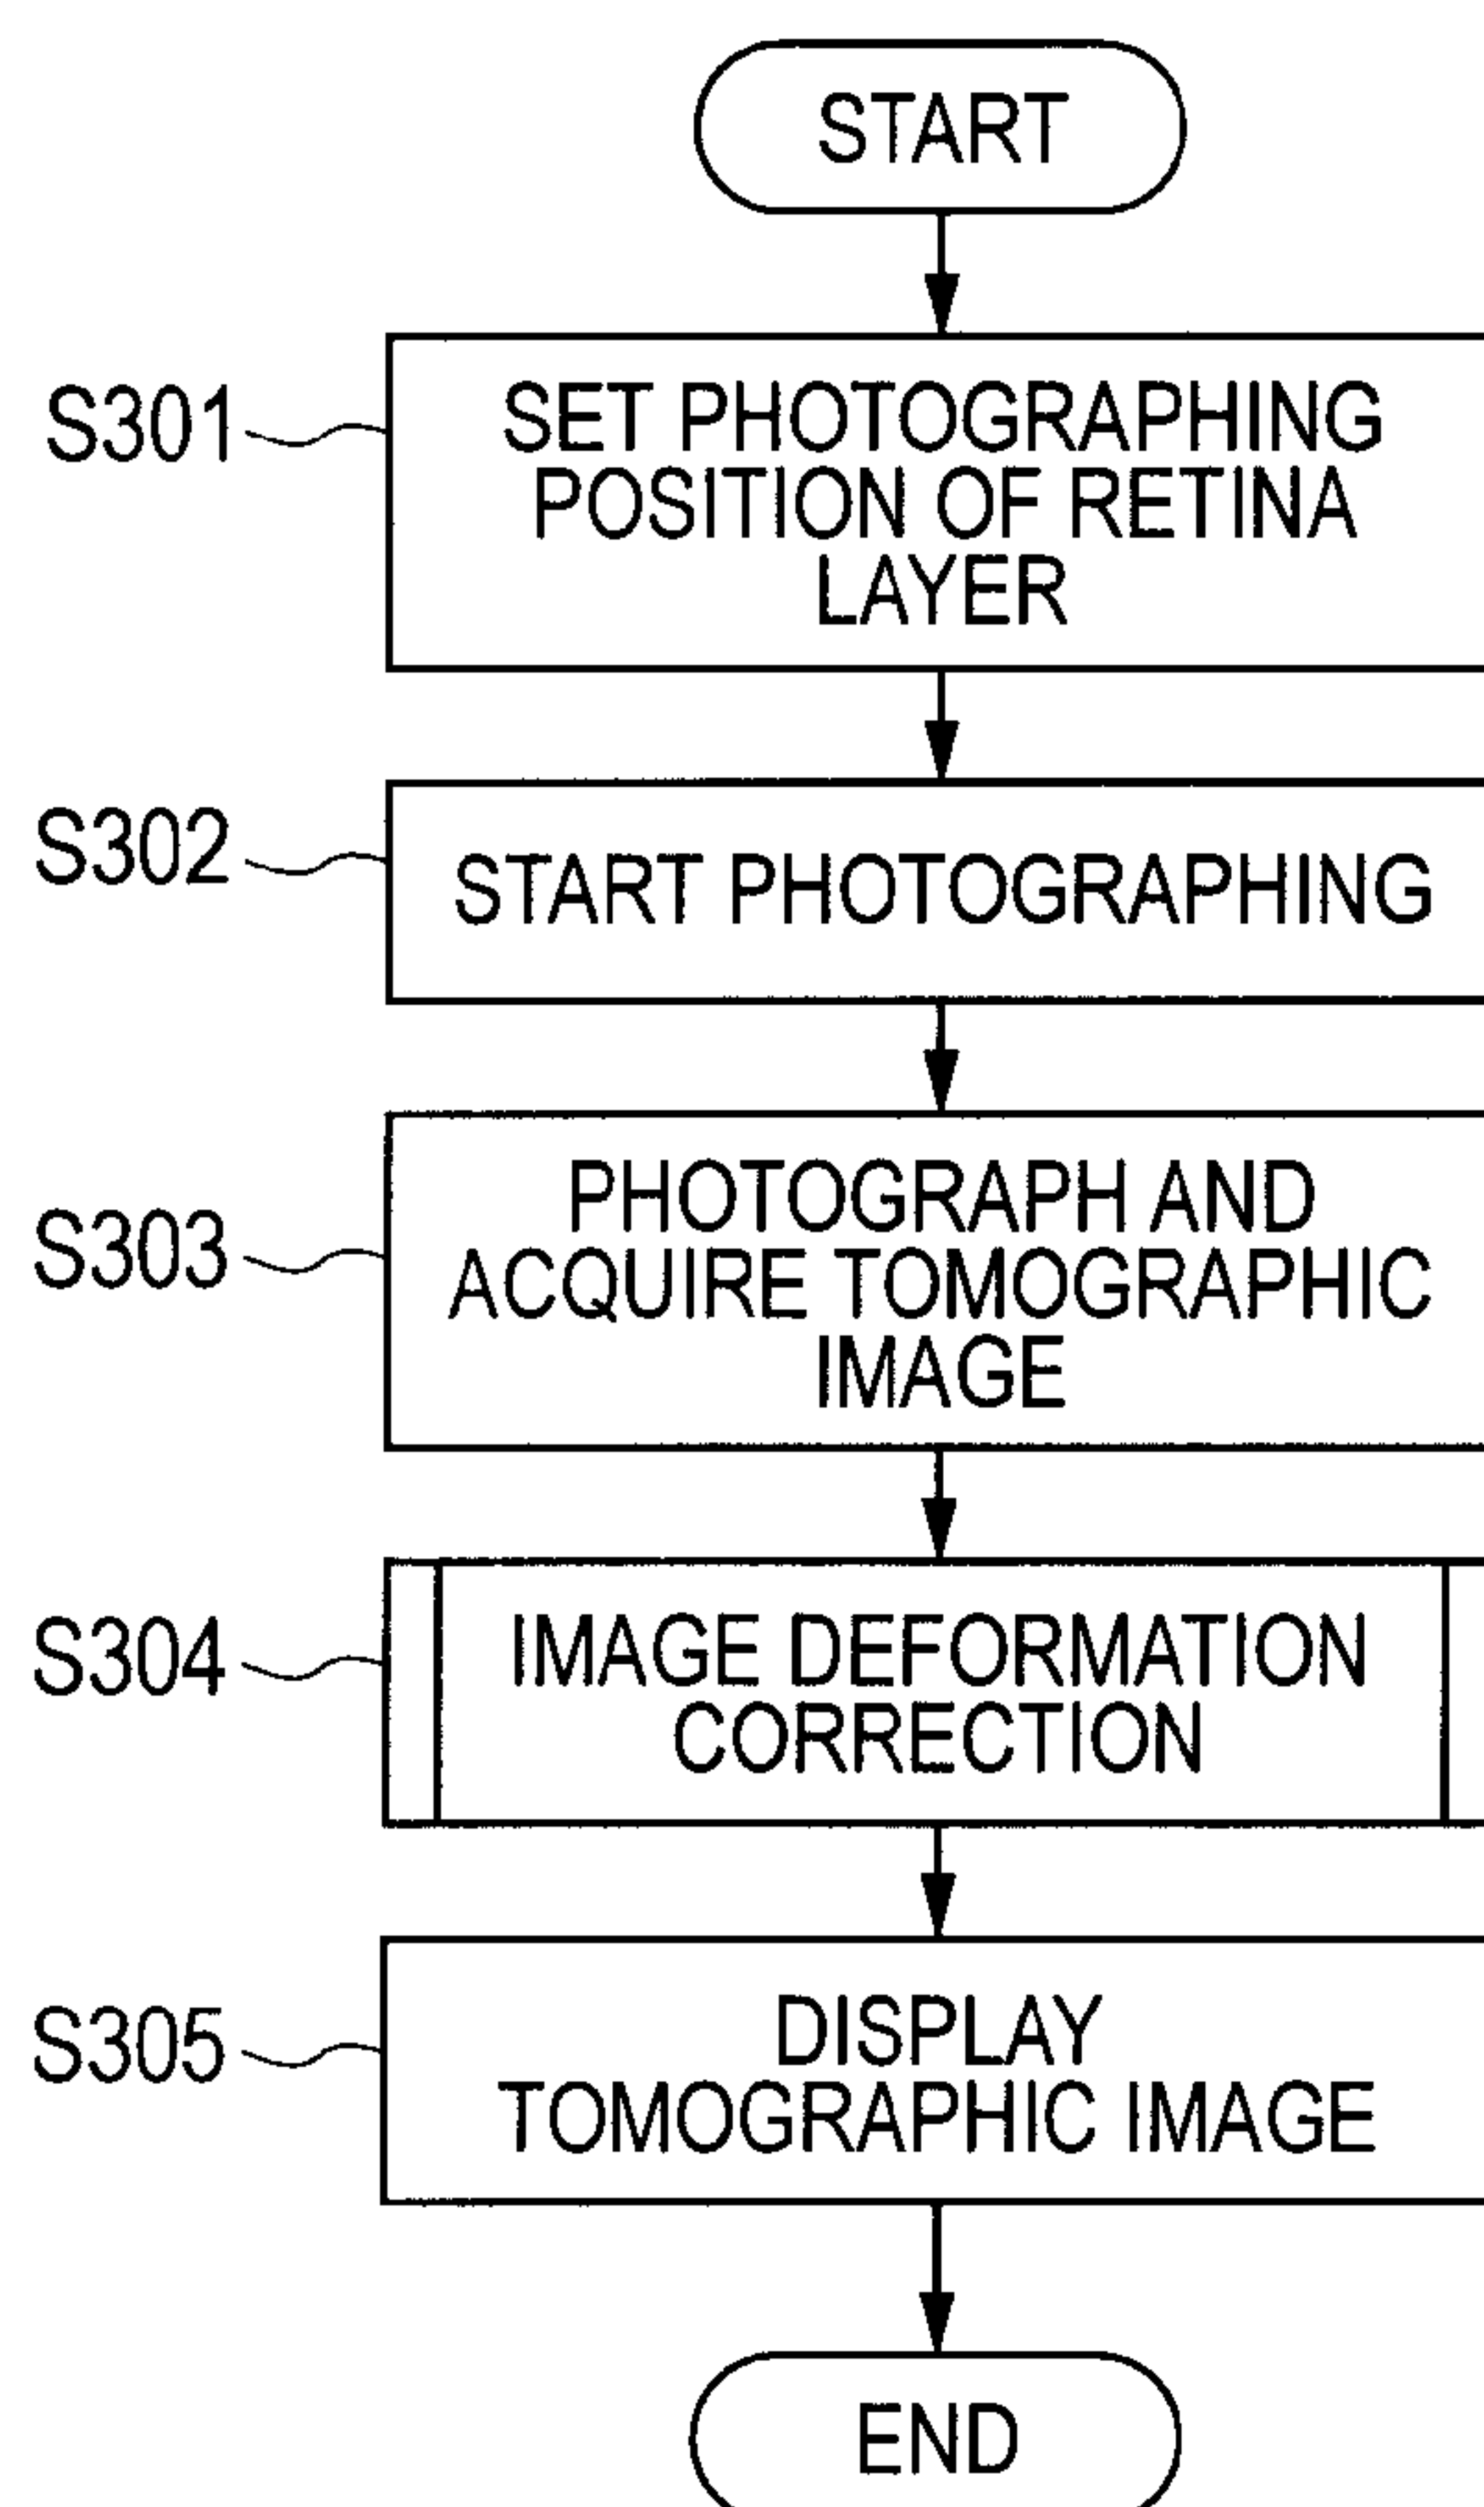 START
S301
SET PHOTOGRAPHING
POSITION OF RETINA
LAYER
S302
START PHOTOGRAPHING
S303
PHOTOGRAPH AND
ACQUIRE TOMOGRAPHIC
IMAGE
S304
IMAGE DEFORMATION
CORRECTION
S305
DISPLAY
TOMOGRAPHIC IMAGE
END